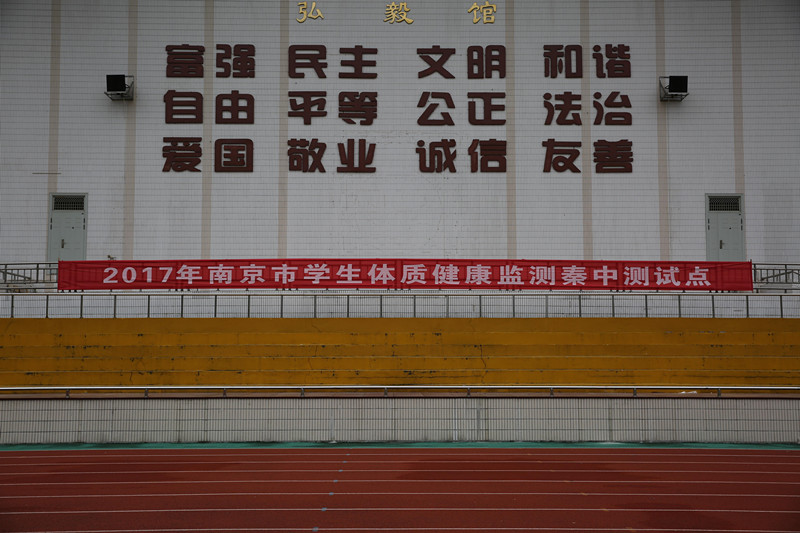 弘毅馆
富强 民主 文明 和谐
自由 平等 公正 法治
爱国 敬业 诚信 友善
2017年南京市学生体质健康监测秦中测试点